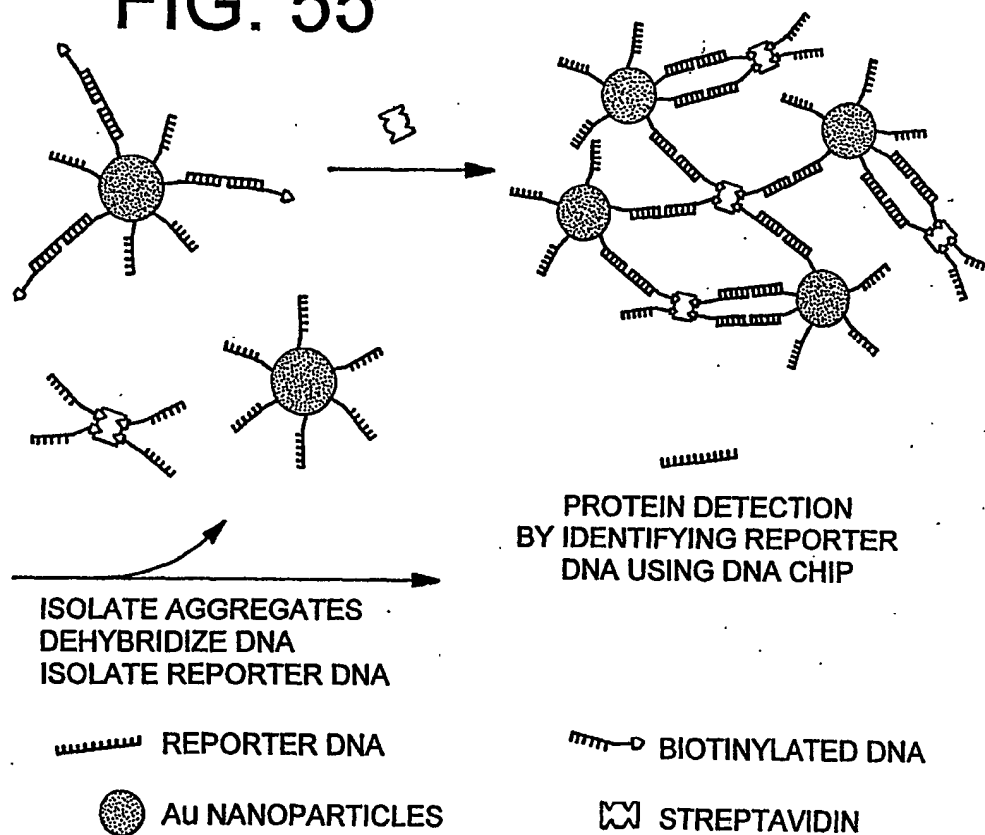 FIG. 55
PROTEIN DETECTION
BY IDENTIFYING REPORTER
DNA USING DNA CHIP
ISOLATE AGGREGATES
DEHYBRIDIZE DNA
ISOLATE REPORTER DNA
REPORTER DNA
BIOTINYLATED DNA
Au NANOPARTICLES
STREPTAVIDIN